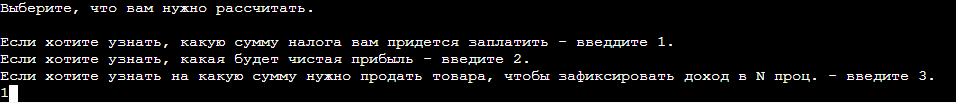 Выберите, что вам нужно рассчитать.
Если хотите узнать, какую сумму налога вам придется заплатить - введдите 1.
Если хотите узнать, какая будет чистая прибыль - введите 2.
Если хотите узнать на какую сумму нужно продать товара, чтобы зафиксировать доход в N проц. - введите 3.
1